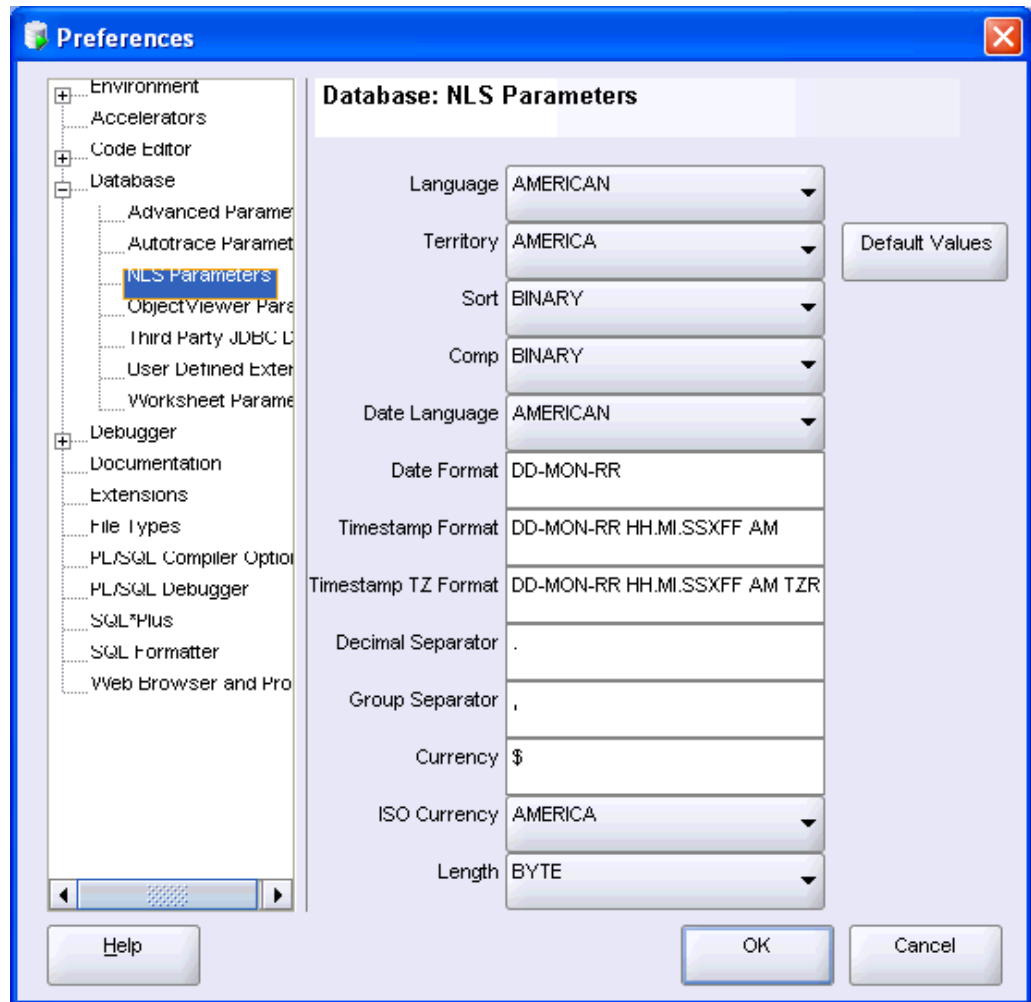 Preferences
Environment
Accelerators
Code Editor
Database
Advanced Parame
Autotrace Paramet
NLS Parameters
ObjectViewer Para
Third Party JDBC D
User Defined Exter
Worksheet Parame
Debugger
Documentation
Extensions
File Types
PL/SQL Compiler Option
PL/SQL Debugger
SQL*Plus
SQL Formatter
Web Browser and Pro
Database: NLS Parameters
Language AMERICAN
Territory AMERICA
Default Values
Sort BINARY
Comp BINARY
Date Language AMERICAN
Date Format DD-MON-RR
Timestamp Format DD-MON-RR HH.MI.SSXFF AM
Timestamp TZ Format DD-MON-RR HH.MI.SSXFF AM TZR
Decimal Separator .
Group Separator ,
Currency $
ISO Currency AMERICA
Length BYTE
Help
OK
Cancel